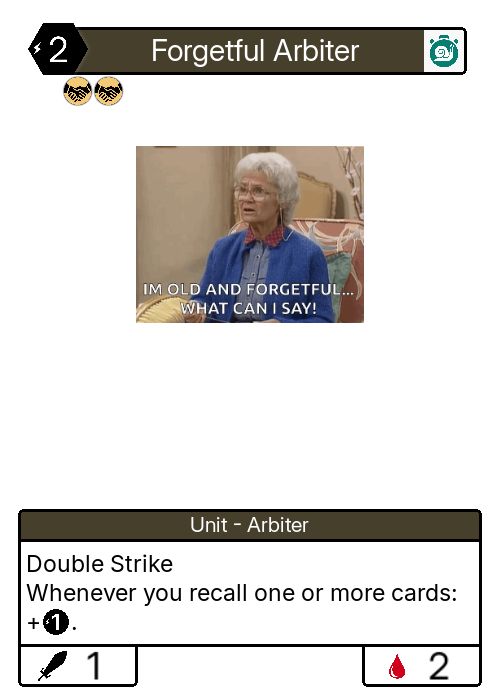 2
Forgetful Arbiter
IM OLD AND FORGETFUL...
WHAT CAN I SAY!
Unit - Arbiter
Double Strike
Whenever you recall one or more cards:
+1.
1
2